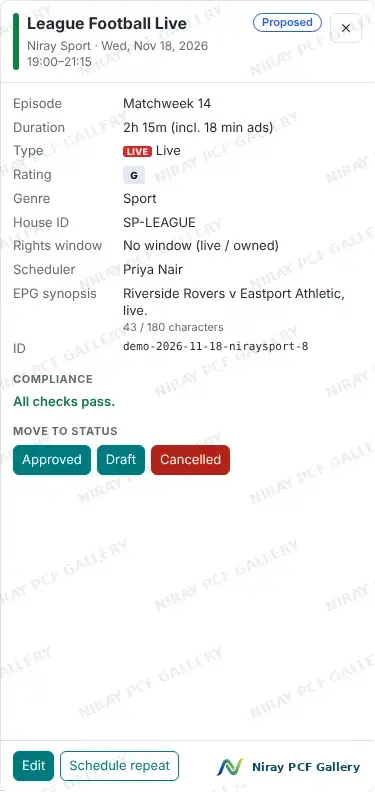 League Football Live
Proposed
×
Niray Sport · Wed, Nov 18, 2026
19:00–21:15
Episode Matchweek 14
Duration 2h 15m (incl. 18 min ads)
Type LIVE Live
Rating G
Genre Sport
House ID SP-LEAGUE
Rights window No window (live / owned)
Scheduler Priya Nair
EPG synopsis Riverside Rovers v Eastport Athletic,
live.
43 / 180 characters
ID demo-2026-11-18-niraysport-8
COMPLIANCE
All checks pass.
MOVE TO STATUS
Approved Draft Cancelled
Edit Schedule repeat Niray PCF Gallery
NIRAY PCF GALLERY